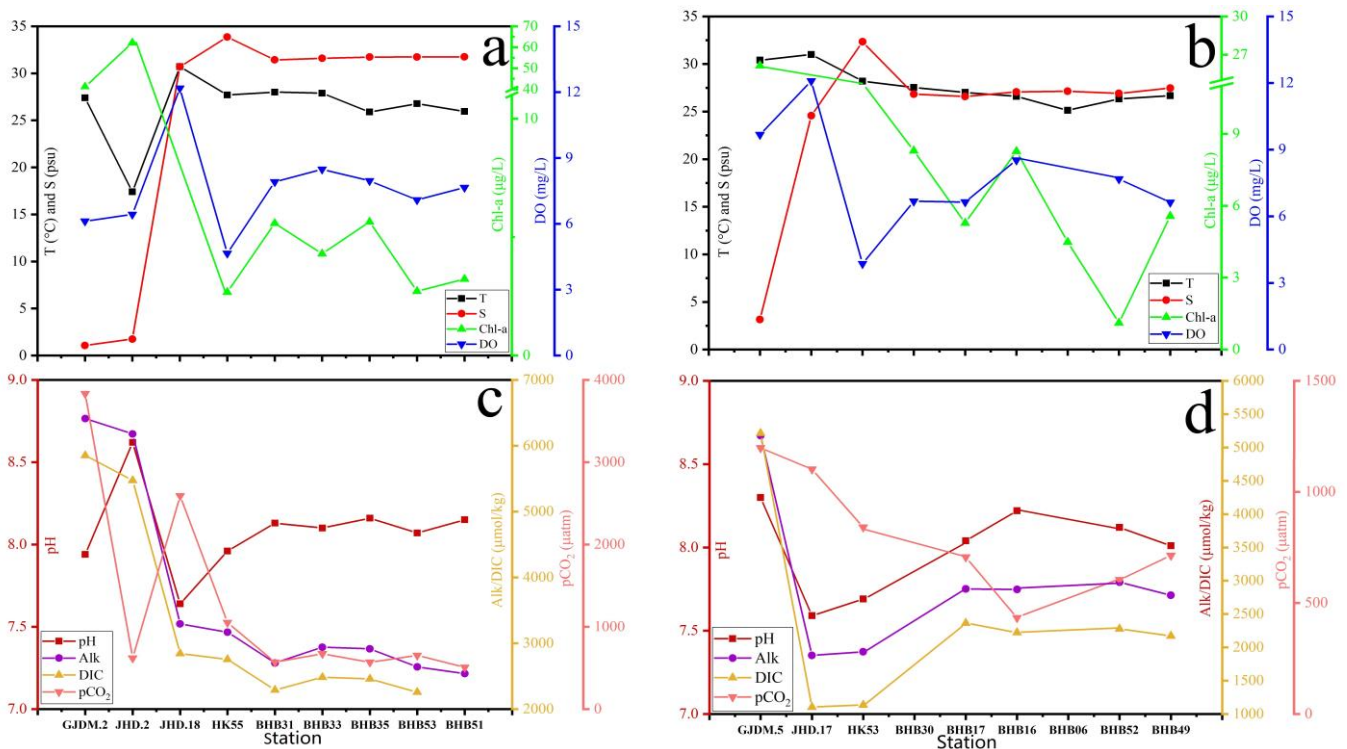 a
35
30
25
20
15
10
5
0
T (°C) and S (psu)
70
60
50
40
10
0
Chl-a (μg/L)
15
12
9
6
3
0
DO (mg/L)
T
S
Chl-a
DO
b
35
30
25
20
15
10
5
0
T (°C) and S (psu)
30
27
9
6
3
0
Chl-a (μg/L)
15
12
9
6
3
0
DO (mg/L)
T
S
Chl-a
DO
c
9.0
8.5
8.0
7.5
7.0
pH
7000
6000
5000
4000
3000
2000
Alk/DIC (μmol/kg)
4000
3000
2000
1000
0
pCO₂ (μatm)
pH
Alk
DIC
pCO₂
GJDM.2 JHD.2 JHD.18 HK55 BHB31 BHB33 BHB35 BHB53 BHB51
Station
d
9.0
8.5
8.0
7.5
7.0
pH
6000
5500
5000
4500
4000
3500
3000
2500
2000
1500
1000
Alk/DIC (μmol/kg)
1500
1000
500
0
pCO₂ (μatm)
pH
Alk
DIC
pCO₂
GJDM.5 JHD.17 HK53 BHB30 BHB17 BHB16 BHB06 BHB52 BHB49
Station